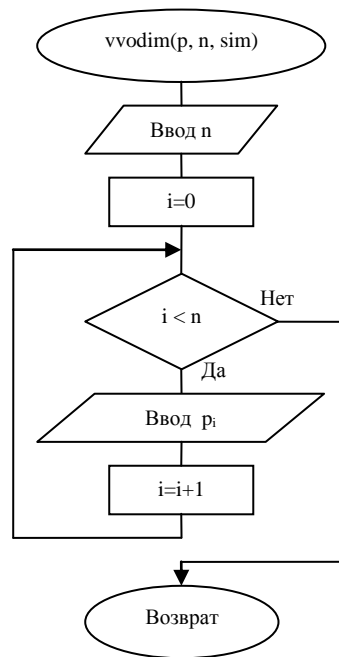 vvodim(p, n, sim)
Ввод n
i=0
i < n
Нет
Да
Ввод pᵢ
i=i+1
Возврат